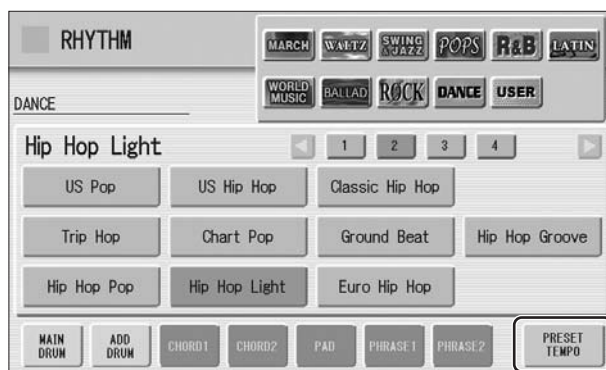 RHYTHM
MARCH WALTZ SWING & JAZZ POPS R&B LATIN
WORLD MUSIC BALLAD ROCK DANCE USER
DANCE
Hip Hop Light 1 2 3 4
US Pop US Hip Hop Classic Hip Hop
Trip Hop Chart Pop Ground Beat Hip Hop Groove
Hip Hop Pop Hip Hop Light Euro Hip Hop
MAIN DRUM ADD DRUM CHORD1 CHORD2 PAD PHRASE1 PHRASE2 PRESET TEMPO